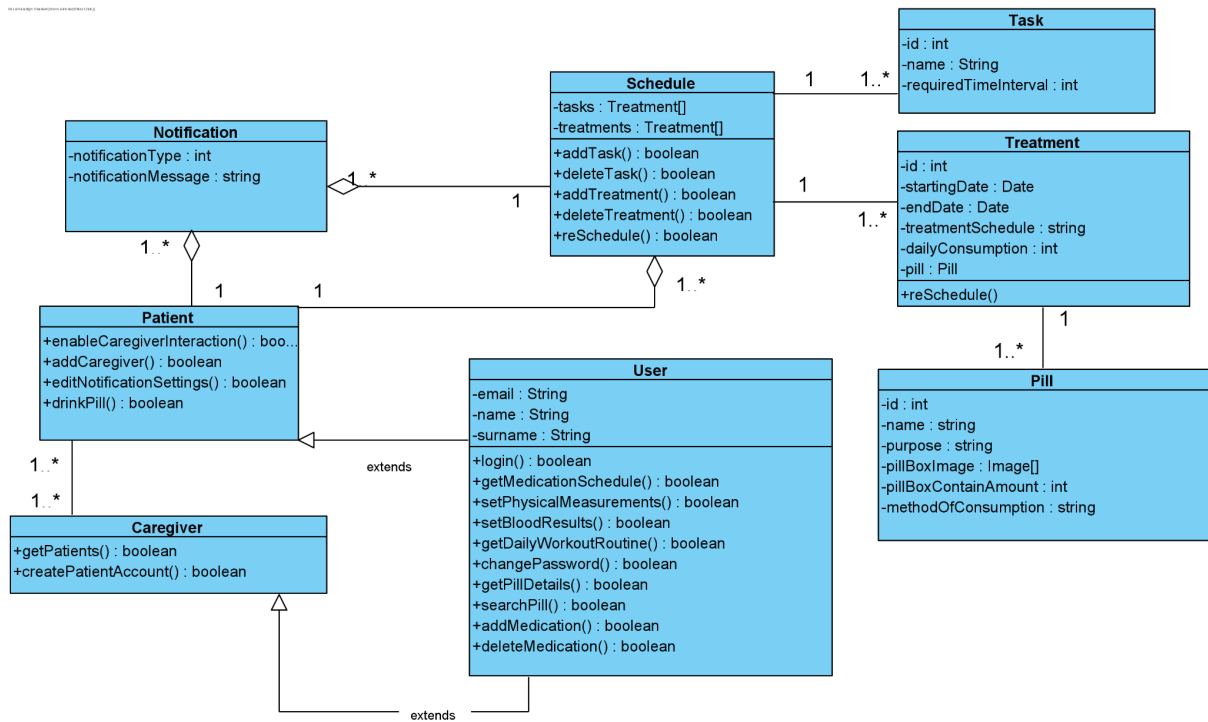 Task
-id : int
-name : String
-requiredTimeInterval : int
Schedule
-tasks : Treatment[]
-treatments : Treatment[]
+addTask() : boolean
+deleteTask() : boolean
+addTreatment() : boolean
+deleteTreatment() : boolean
+reSchedule() : boolean
1
1..*
Notification
-notificationType : int
-notificationMessage : string
1..*
1
Treatment
-id : int
-startingDate : Date
-endDate : Date
-treatmentSchedule : string
-dailyConsumption : int
-pill : Pill
+reSchedule()
1
1..*
1..*
1
1
1..*
Patient
+enableCaregiverInteraction() : boo...
+addCaregiver() : boolean
+editNotificationSettings() : boolean
+drinkPill() : boolean
1
1..*
User
-email : String
-name : String
-surname : String
+login() : boolean
+getMedicationSchedule() : boolean
+setPhysicalMeasurements() : boolean
+setBloodResults() : boolean
+getDailyWorkoutRoutine() : boolean
+changePassword() : boolean
+getPillDetails() : boolean
+searchPill() : boolean
+addMedication() : boolean
+deleteMedication() : boolean
Pill
-id : int
-name : string
-purpose : string
-pillBoxImage : Image[]
-pillBoxContainAmount : int
-methodOfConsumption : string
extends
1..*
1..*
Caregiver
+getPatients() : boolean
+createPatientAccount() : boolean
extends